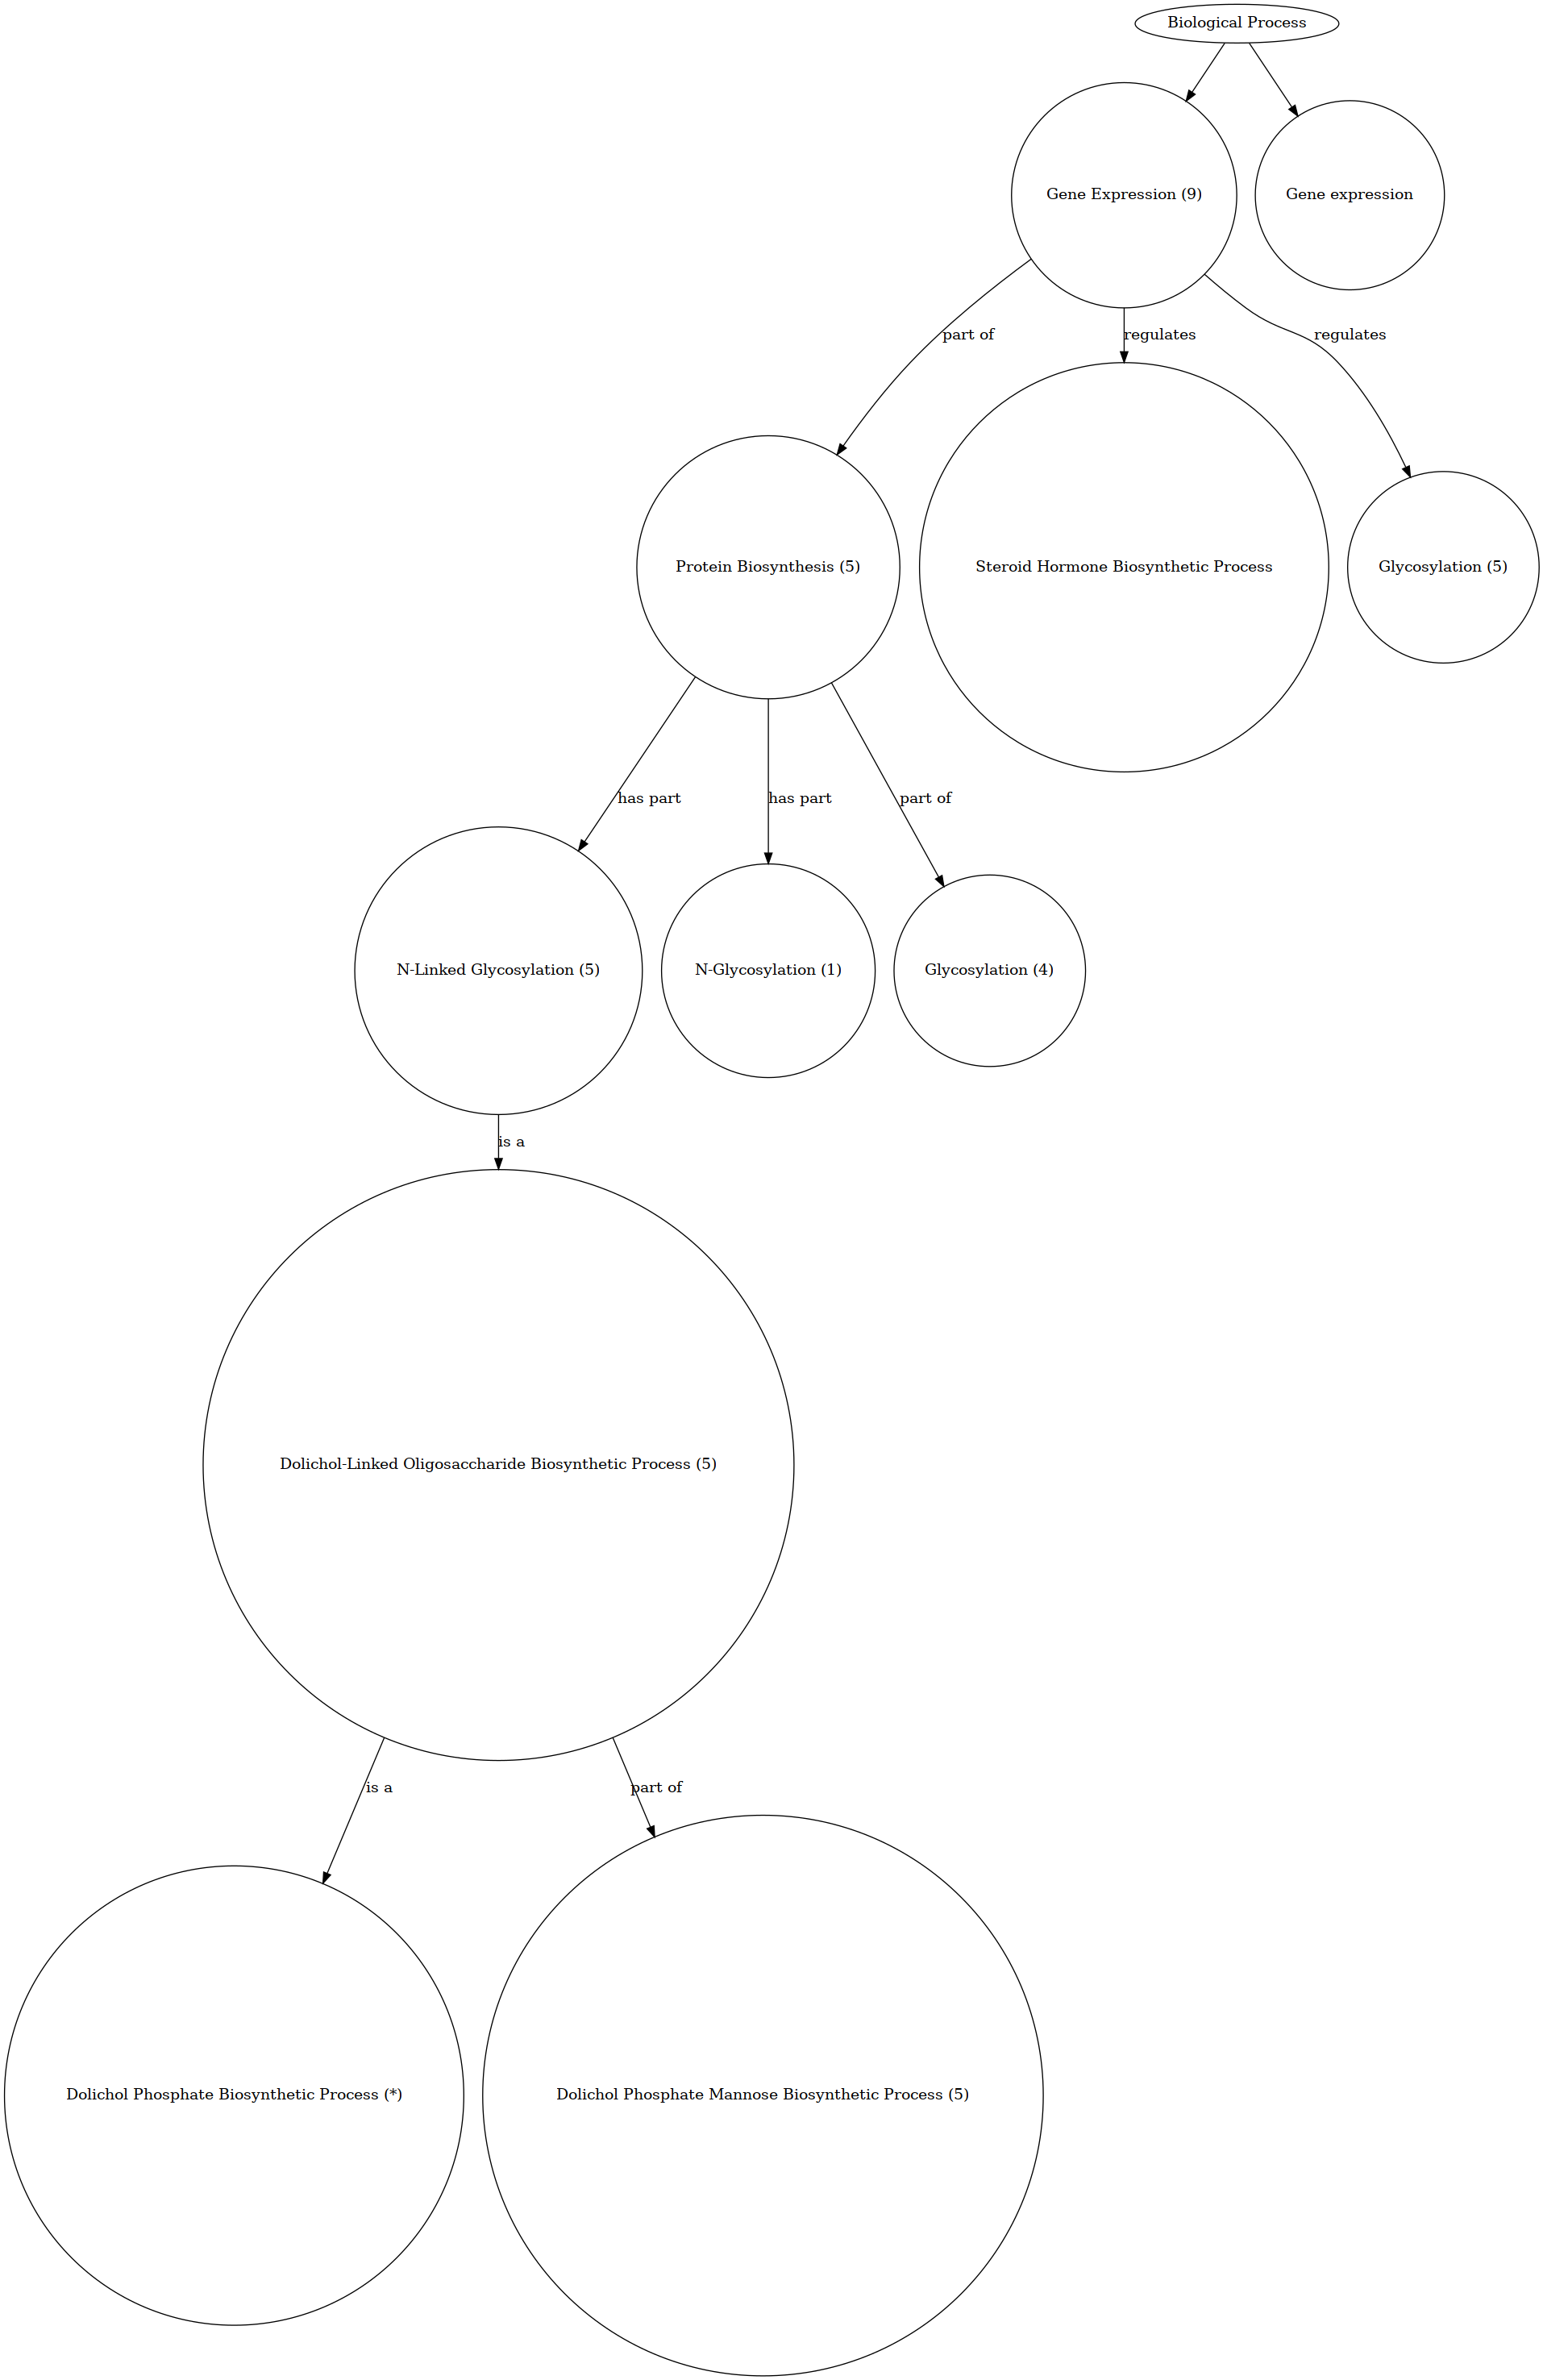 Biological Process
Gene Expression (9)
Gene expression
part of
regulates
regulates
Protein Biosynthesis (5)
Steroid Hormone Biosynthetic Process
Glycosylation (5)
has part
has part
part of
N-Linked Glycosylation (5)
N-Glycosylation (1)
Glycosylation (4)
is a
Dolichol-Linked Oligosaccharide Biosynthetic Process (5)
is a
part of
Dolichol Phosphate Biosynthetic Process (*)
Dolichol Phosphate Mannose Biosynthetic Process (5)